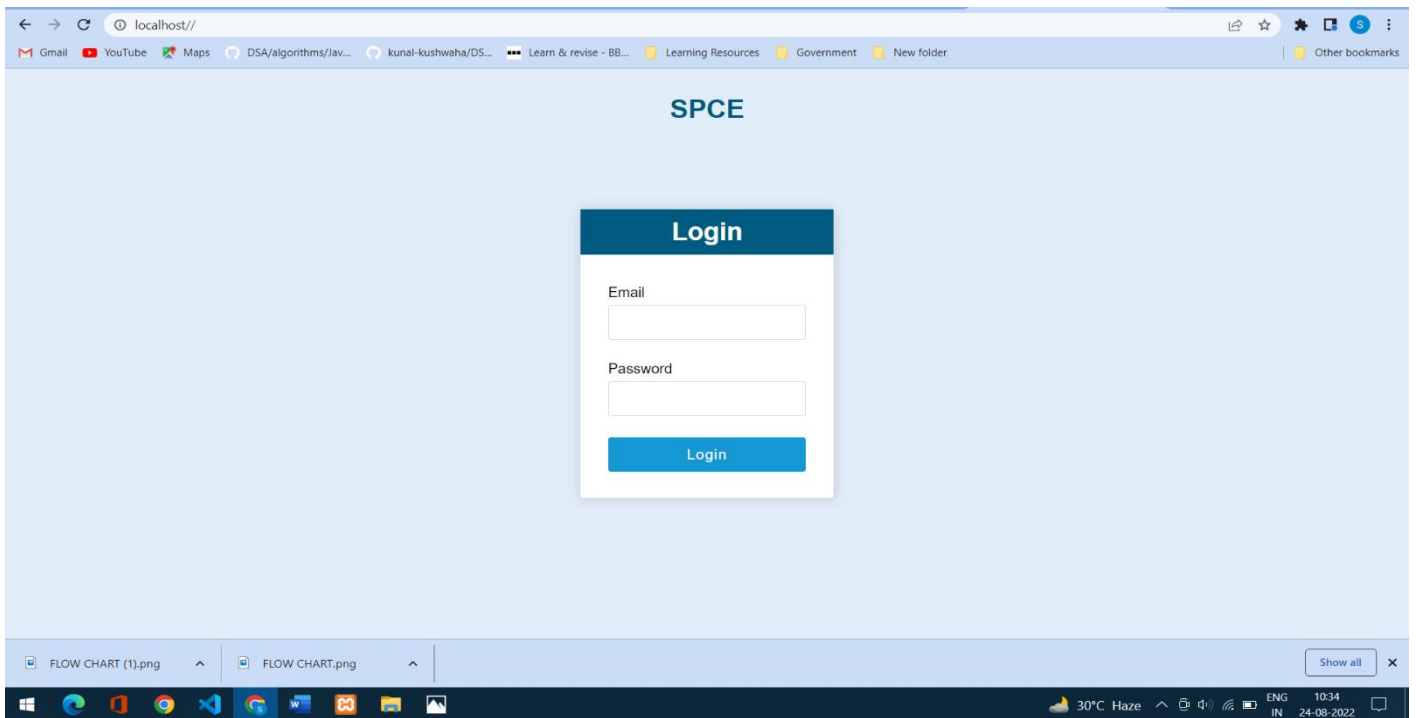 localhost//
Gmail YouTube Maps DSA/algorithms/Jav... kunal-kushwaha/DS... Learn & revise - BB... Learning Resources Government New folder Other bookmarks
S
SPCE
Login
Email
Password
Login
FLOW CHART (1).png FLOW CHART.png Show all
30°C Haze ENG 10:34
IN 24-08-2022